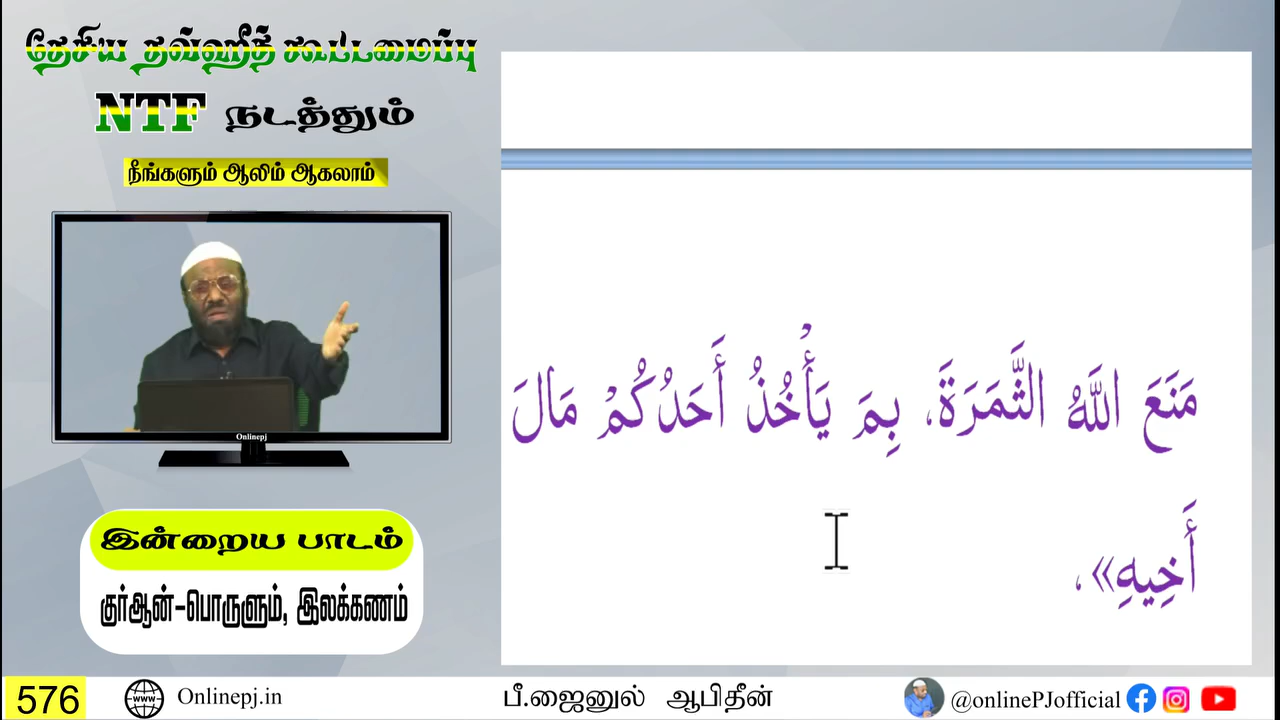 தேசிய தவ்ஹீத் கூட்டமைப்பு
NTF நடத்தும்
நீங்களும் ஆலிம் ஆகலாம்
Onlinepj
இன்றைய பாடம்
குர்ஆன்-பொருளும், இலக்கணம்
مَنَعَ اللَّهُ الثَّمَرَةَ، بِمَ يَأْخُذُ أَحَدُكُمْ مَالَ
أَخِيهِ»،
576
www
Onlinepj.in
பீ.ஜைனுல் ஆபிதீன்
@onlinePJofficial